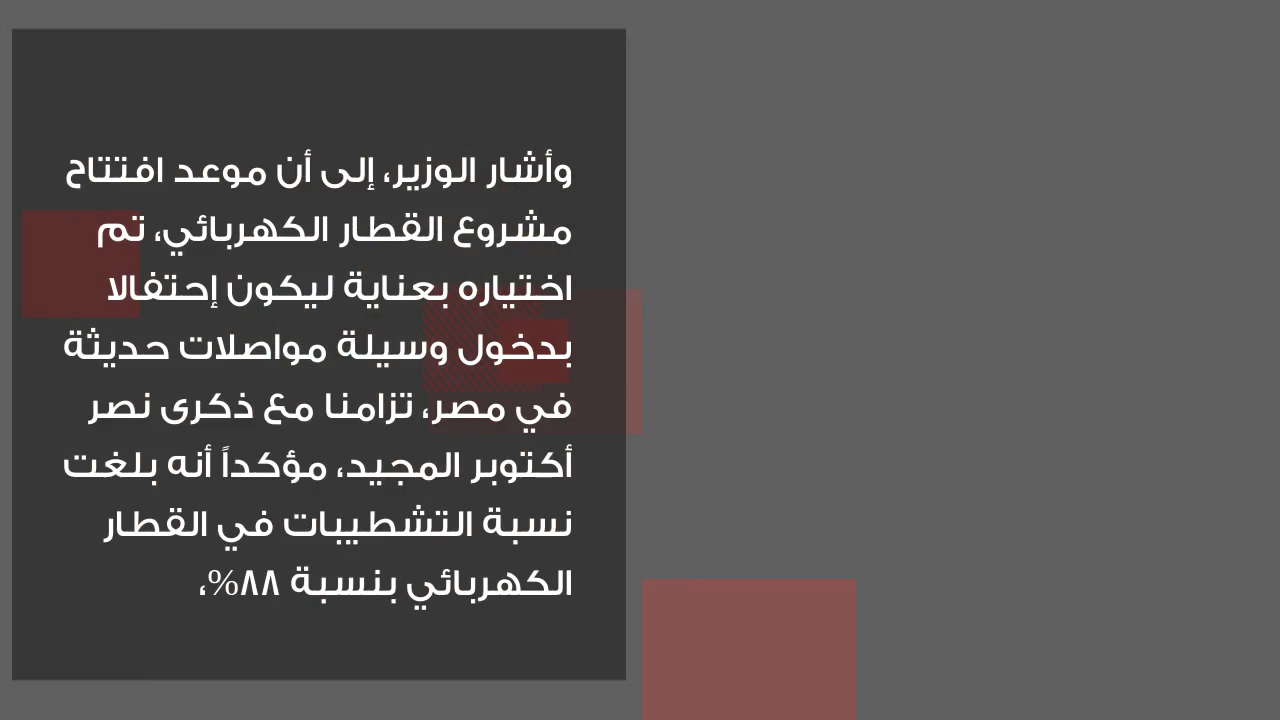 وأشار الوزير، إلى أن موعد افتتاح
مشروع القطار الكهربائي، تم
اختياره بعناية ليكون إحتفالا
بدخول وسيلة مواصلات حديثة
في مصر، تزامنا مع ذكرى نصر
أكتوبر المجيد، مؤكداً أنه بلغت
نسبة التشطيبات في القطار
الكهربائي بنسبة ٨٨%،